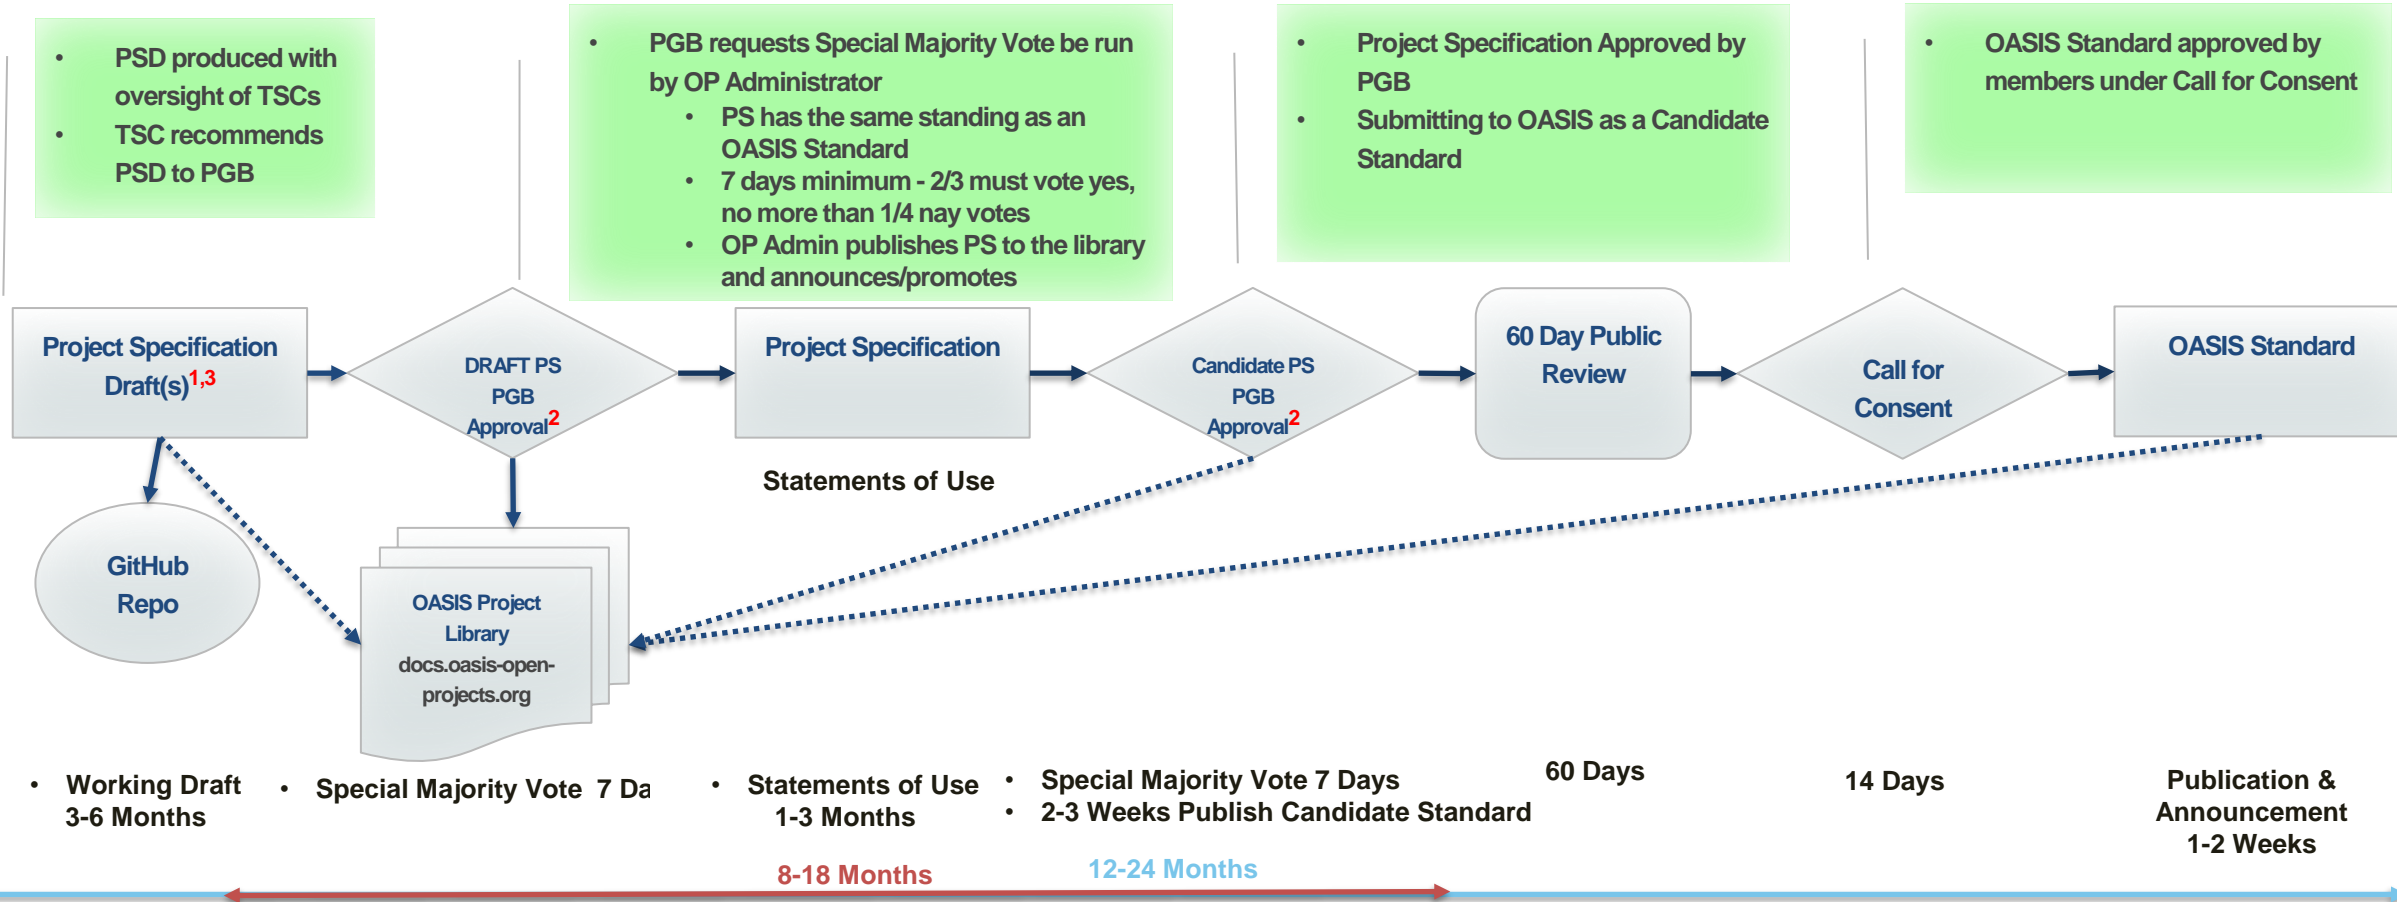 • PSD produced with
oversight of TSCs
• TSC recommends
PSD to PGB
• PGB requests Special Majority Vote be run
by OP Administrator
• PS has the same standing as an
OASIS Standard
• 7 days minimum - 2/3 must vote yes,
no more than 1/4 nay votes
• OP Admin publishes PS to the library
and announces/promotes
• Project Specification Approved by
PGB
• Submitting to OASIS as a Candidate
Standard
• OASIS Standard approved by
members under Call for Consent
Project Specification
Draft(s)1,3
DRAFT PS
PGB
Approval2
Project Specification
Candidate PS
PGB
Approval2
60 Day Public
Review
Call for
Consent
OASIS Standard
Statements of Use
GitHub
Repo
OASIS Project
Library
docs.oasis-open-
projects.org
• Working Draft
3-6 Months
• Special Majority Vote 7 Da
• Statements of Use
1-3 Months
• Special Majority Vote 7 Days
• 2-3 Weeks Publish Candidate Standard
60 Days
14 Days
Publication &
Announcement
1-2 Weeks
8-18 Months
12-24 Months